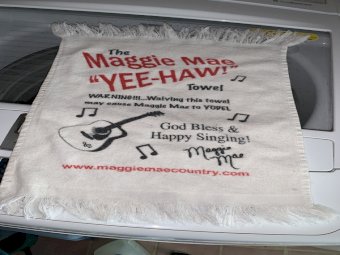 The
Maggie Mae
"YEE-HAW!"
Towel
WARNING!!!...Waiving this towel
may cause Maggie Mae to YODEL
God Bless &
Happy Singing!
Maggie
Mae
www.maggiemaecountry.com